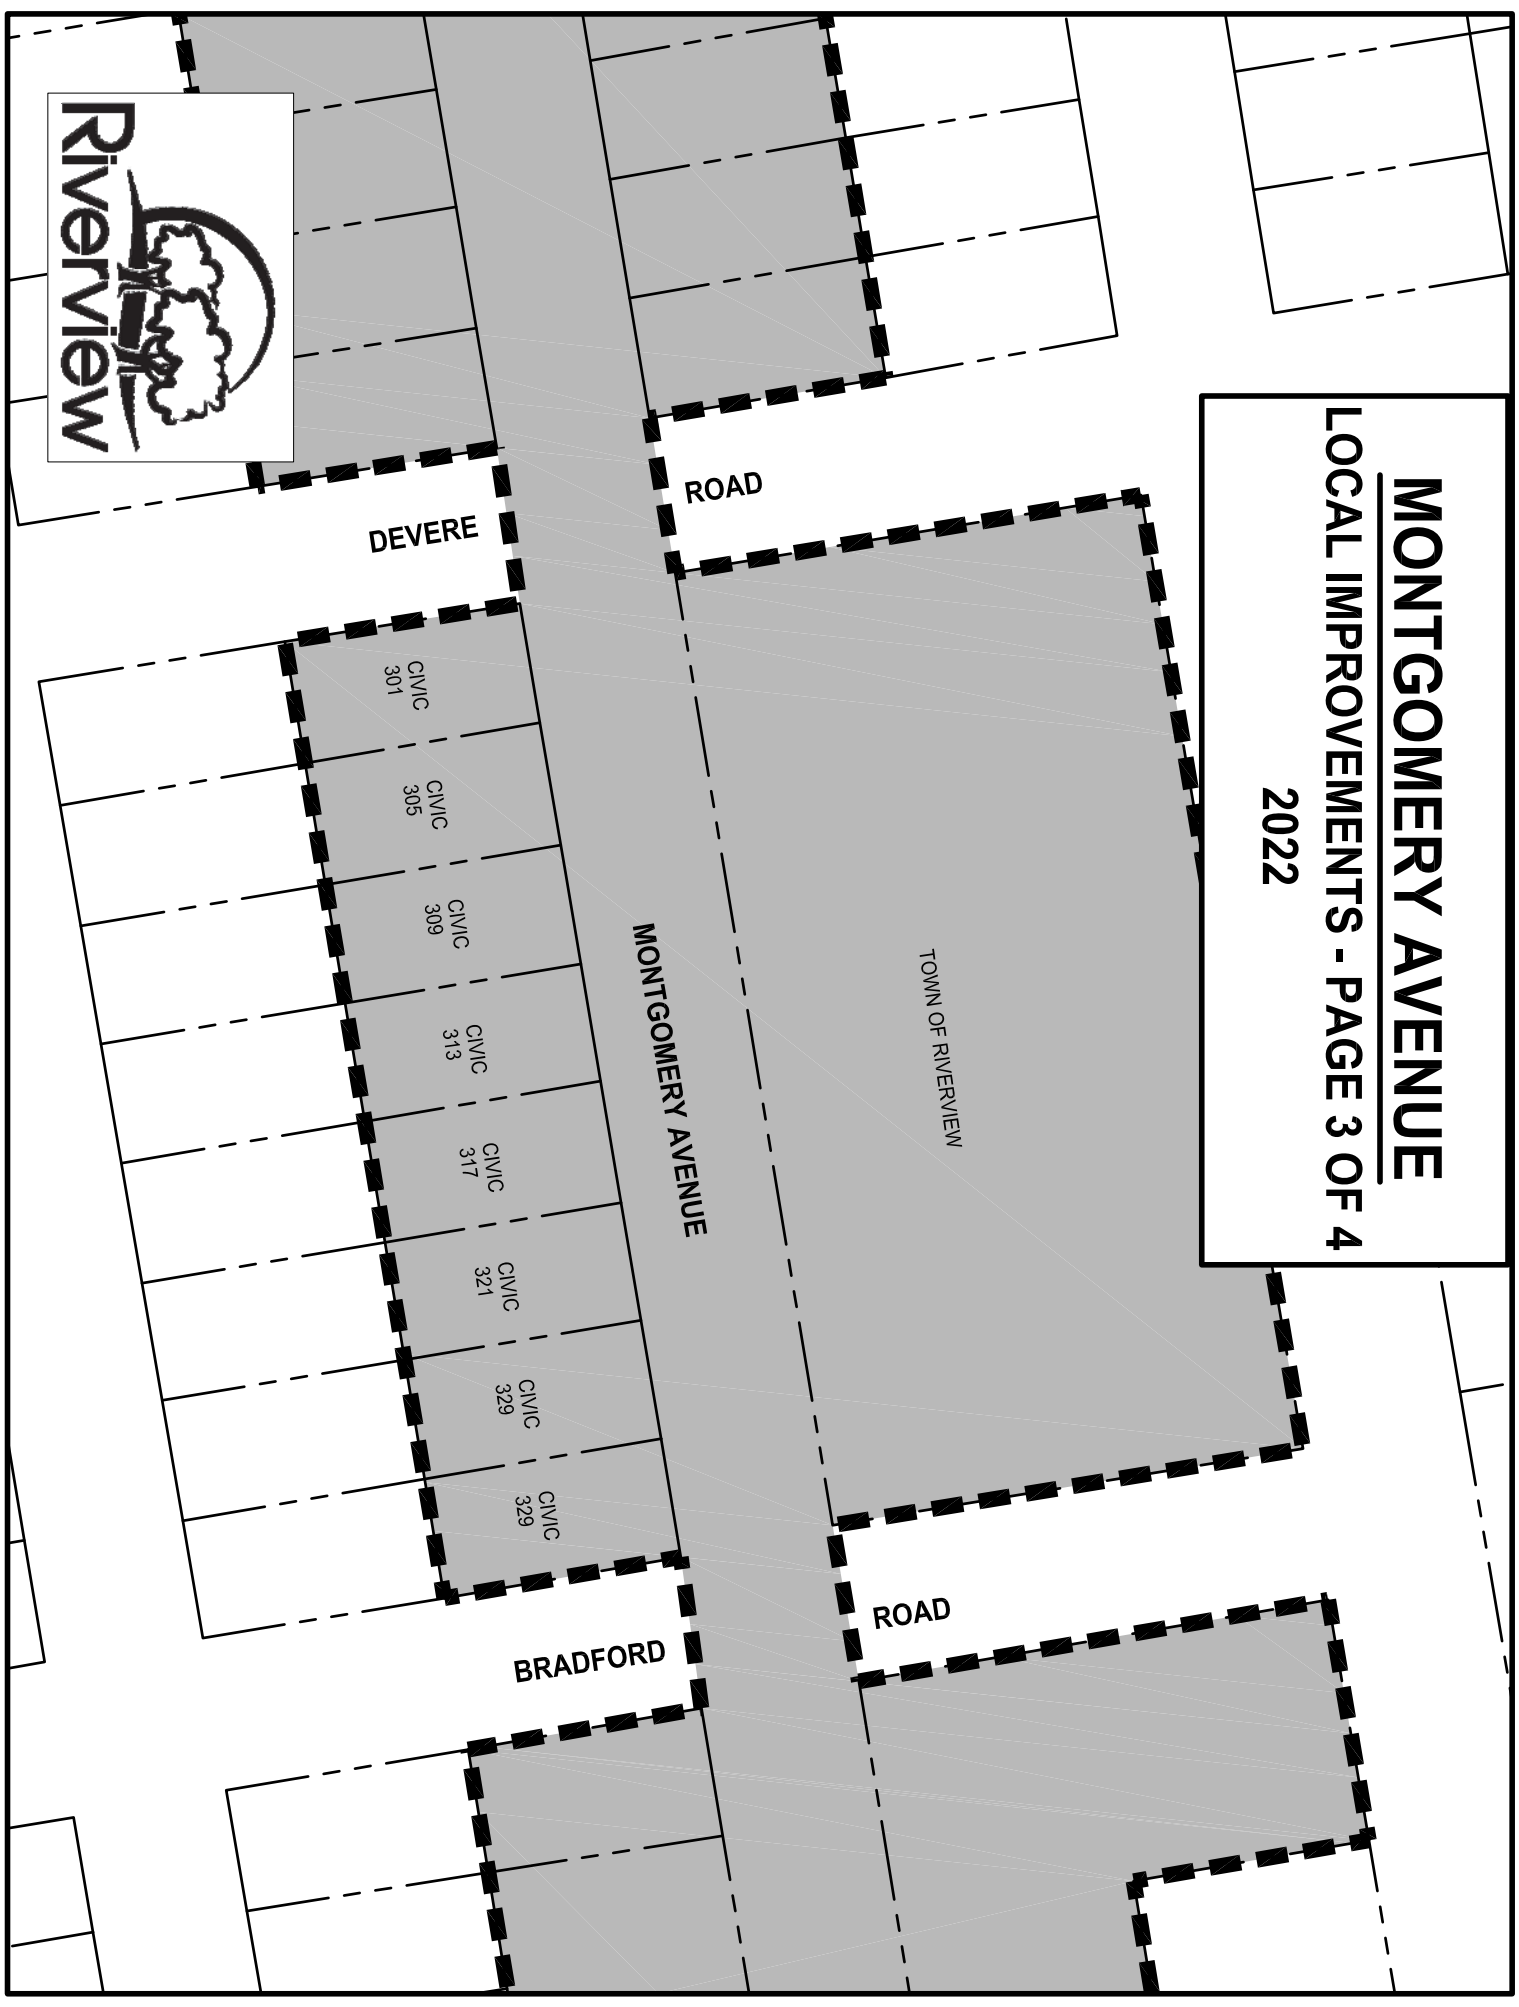 MONTGOMERY AVENUE
LOCAL IMPROVEMENTS - PAGE 3 OF 4
2022
ROAD
DEVERE
TOWN OF RIVERVIEW
MONTGOMERY AVENUE
CIVIC
301
CIVIC
305
CIVIC
309
CIVIC
313
CIVIC
317
CIVIC
321
CIVIC
329
CIVIC
329
ROAD
BRADFORD
Riverview